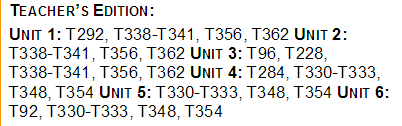 TEACHER'S EDITION:
UNIT 1: T292, T338-T341, T356, T362 UNIT 2:
T338-T341, T356, T362 UNIT 3: T96, T228,
T338-T341, T356, T362 UNIT 4: T284, T330-T333,
T348, T354 UNIT 5: T330-T333, T348, T354 UNIT 6:
T92, T330-T333, T348, T354